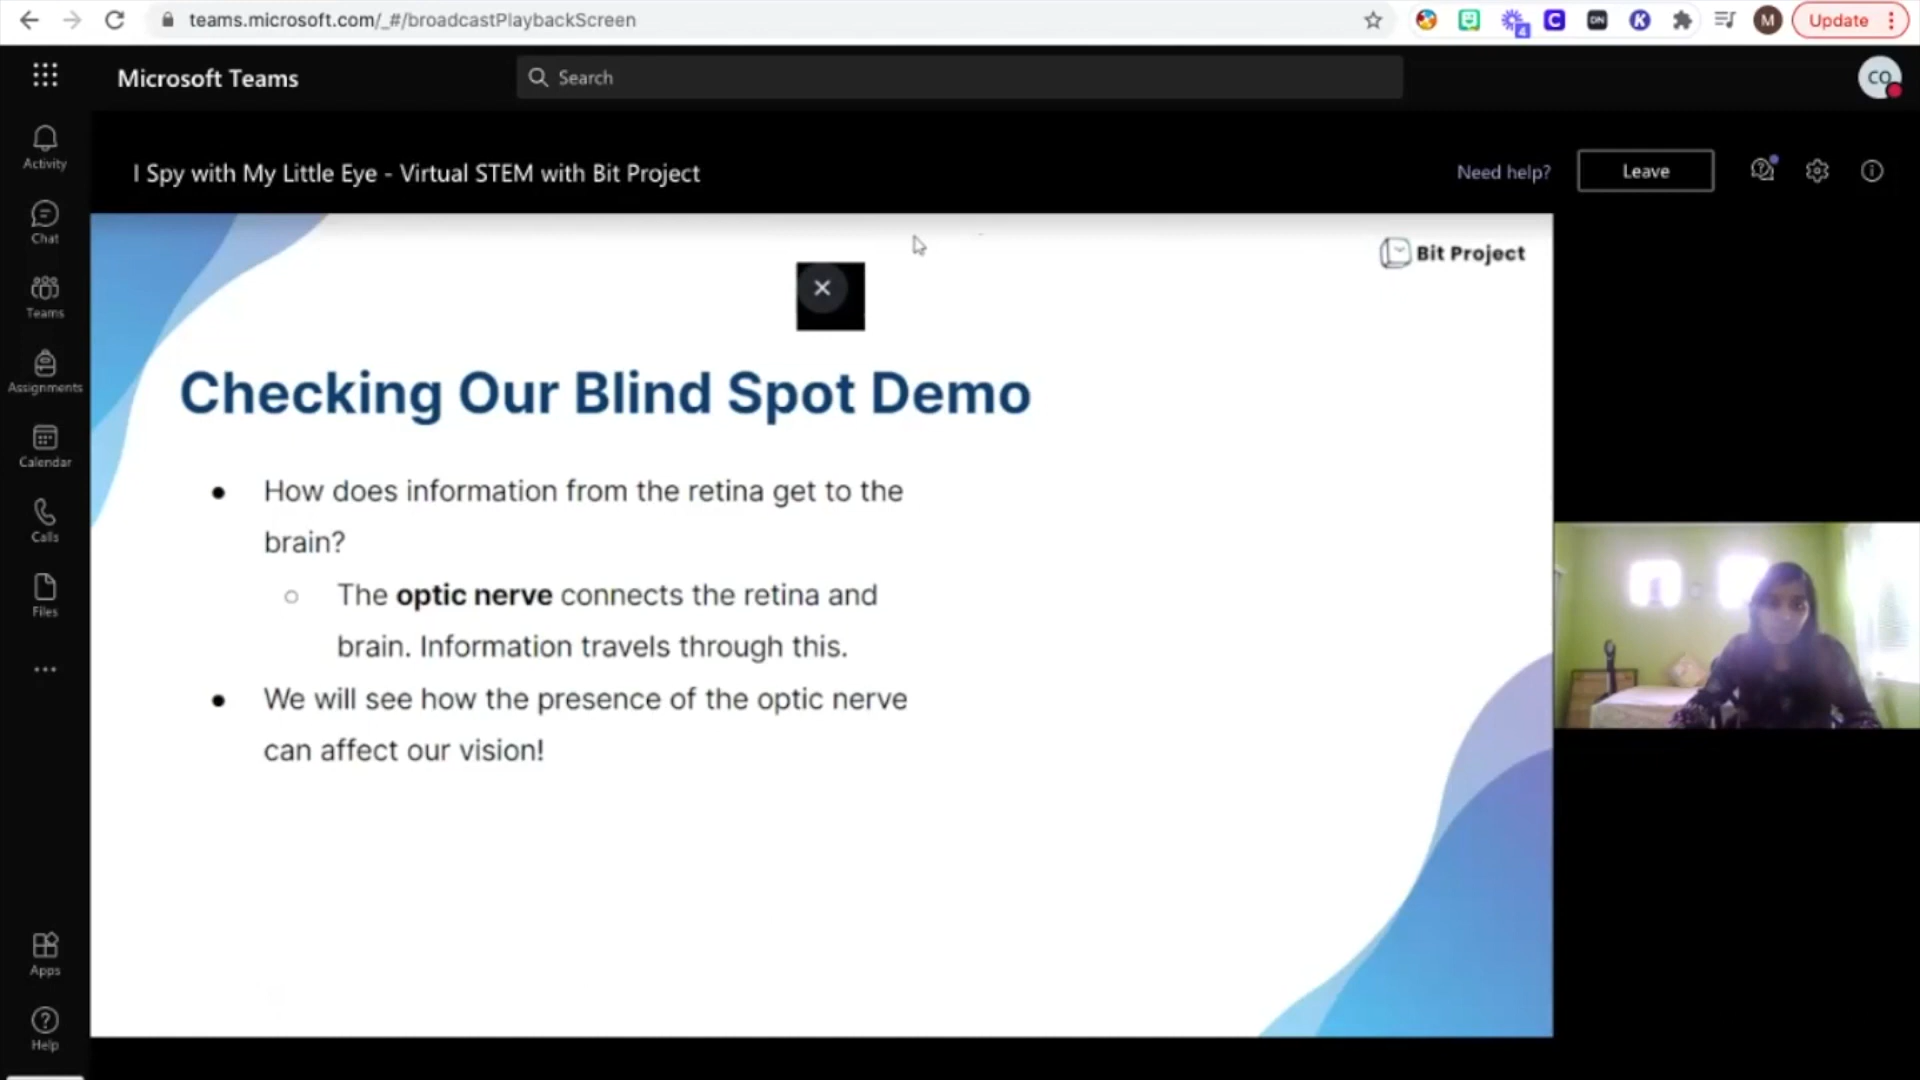 teams.microsoft.com/_#/broadcastPlaybackScreen
4
DN
K
M
Update
Microsoft Teams
Search
CO
Activity
I Spy with My Little Eye - Virtual STEM with Bit Project
Need help?
Leave
Chat
Bit Project
Teams
Checking Our Blind Spot Demo
Assignments
Calendar
• How does information from the retina get to the
brain?
Calls
○ The optic nerve connects the retina and
Files
brain. Information travels through this.
• We will see how the presence of the optic nerve
can affect our vision!
Apps
Help